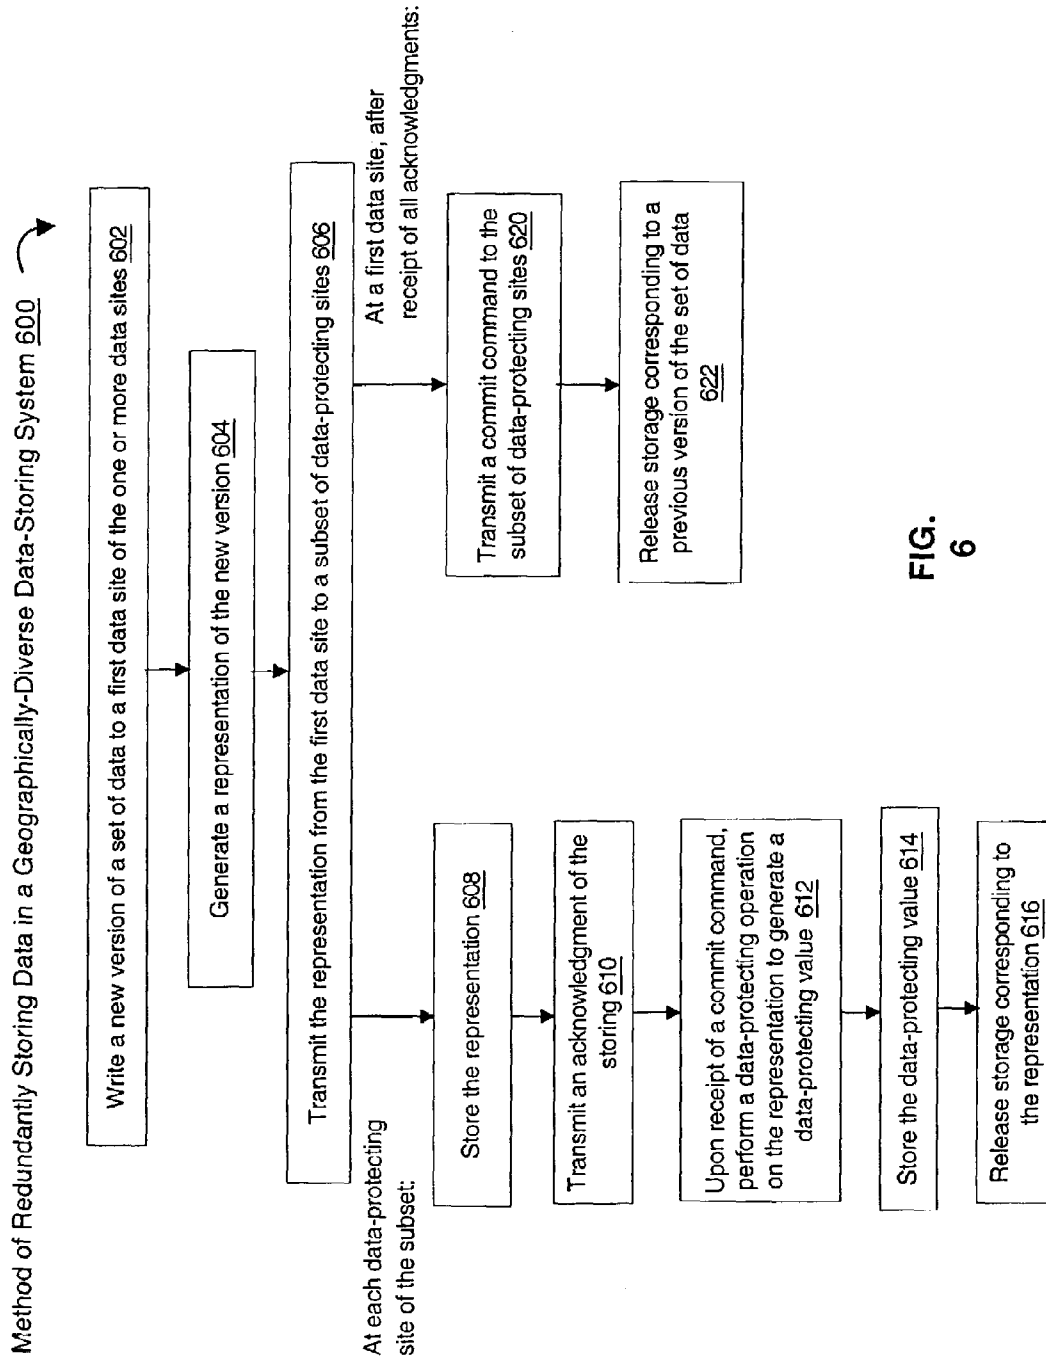 Method of Redundantly Storing Data in a Geographically-Diverse Data-Storing System 600
Write a new version of a set of data to a first data site of the one or more data sites 602
Generate a representation of the new version 604
Transmit the representation from the first data site to a subset of data-protecting sites 606
At each data-protecting
site of the subset:
Store the representation 608
Transmit an acknowledgment of the
storing 610
Upon receipt of a commit command,
perform a data-protecting operation
on the representation to generate a
data-protecting value 612
Store the data-protecting value 614
Release storage corresponding to
the representation 616
At a first data site, after
receipt of all acknowledgments:
Transmit a commit command to the
subset of data-protecting sites 620
Release storage corresponding to a
previous version of the set of data
622
FIG.
6